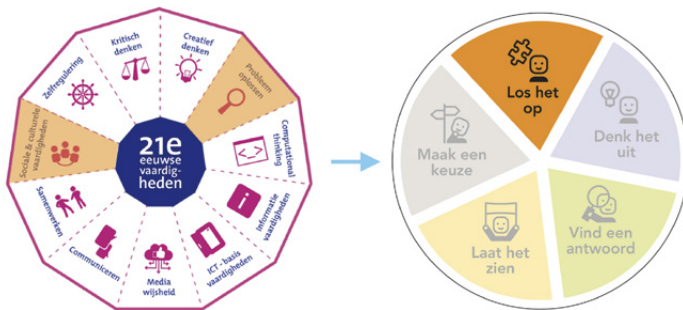 21e
eeuwse
vaardig-
heden
Kritisch
denken
Creatief
denken
Probleem
oplossen
Computational
thinking
Informatie
vaardigheden
ICT - basis
vaardigheden
Media
wijsheid
Communiceren
Samenwerken
Sociale & culturele
vaardigheden
Zelfregulering
Los het
op
Denk het
uit
Vind een
antwoord
Laat het
zien
Maak een
keuze